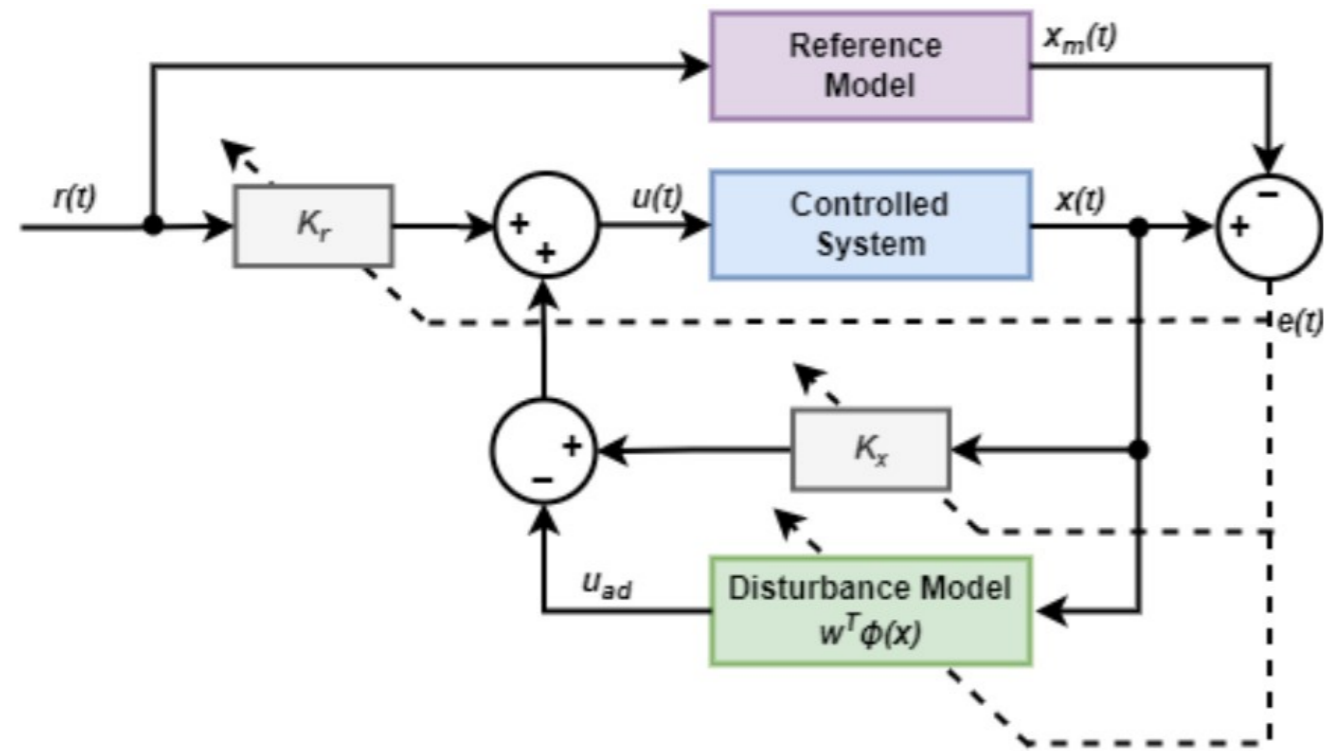 Reference
Model
x_m(t)
−
r(t)
K_r
+
+
u(t)
Controlled
System
x(t)
+
e(t)
+
−
K_x
u_ad
Disturbance Model
w^T ϕ(x)